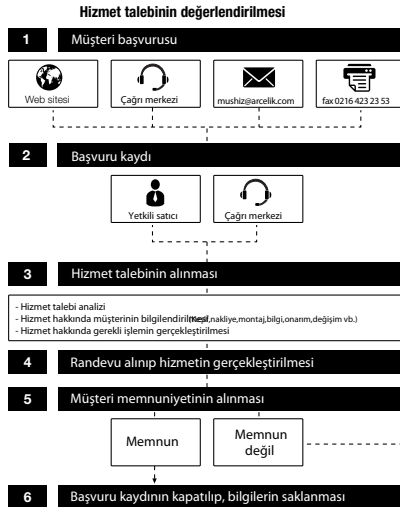 Hizmet talebinin değerlendirilmesi
1 Müşteri başvurusu
Web sitesi
Çağrı merkezi
mushiz@arcelik.com
fax 0216 423 23 53
2 Başvuru kaydı
Yetkili satıcı
Çağrı merkezi
3 Hizmet talebinin alınması
- Hizmet talebi analizi
- Hizmet hakkında müşterinin bilgilendirilmesi(Keşif,nakliye,montaj,bilgi,onarım,değişim vb.)
- Hizmet hakkında gerekli işlemin gerçekleştirilmesi
4 Randevu alınıp hizmetin gerçekleştirilmesi
5 Müşteri memnuniyetinin alınması
Memnun
Memnun
değil
6 Başvuru kaydının kapatılıp, bilgilerin saklanması